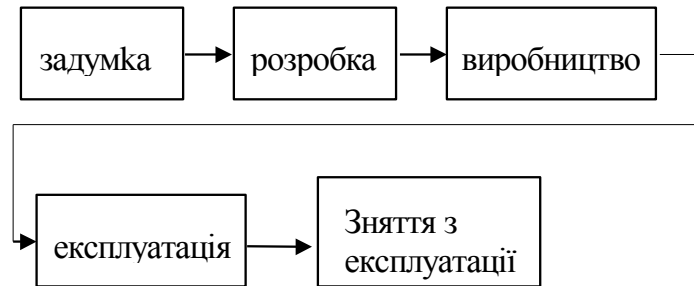 задумка
розробка
виробництво
експлуатація
Зняття з
експлуатації